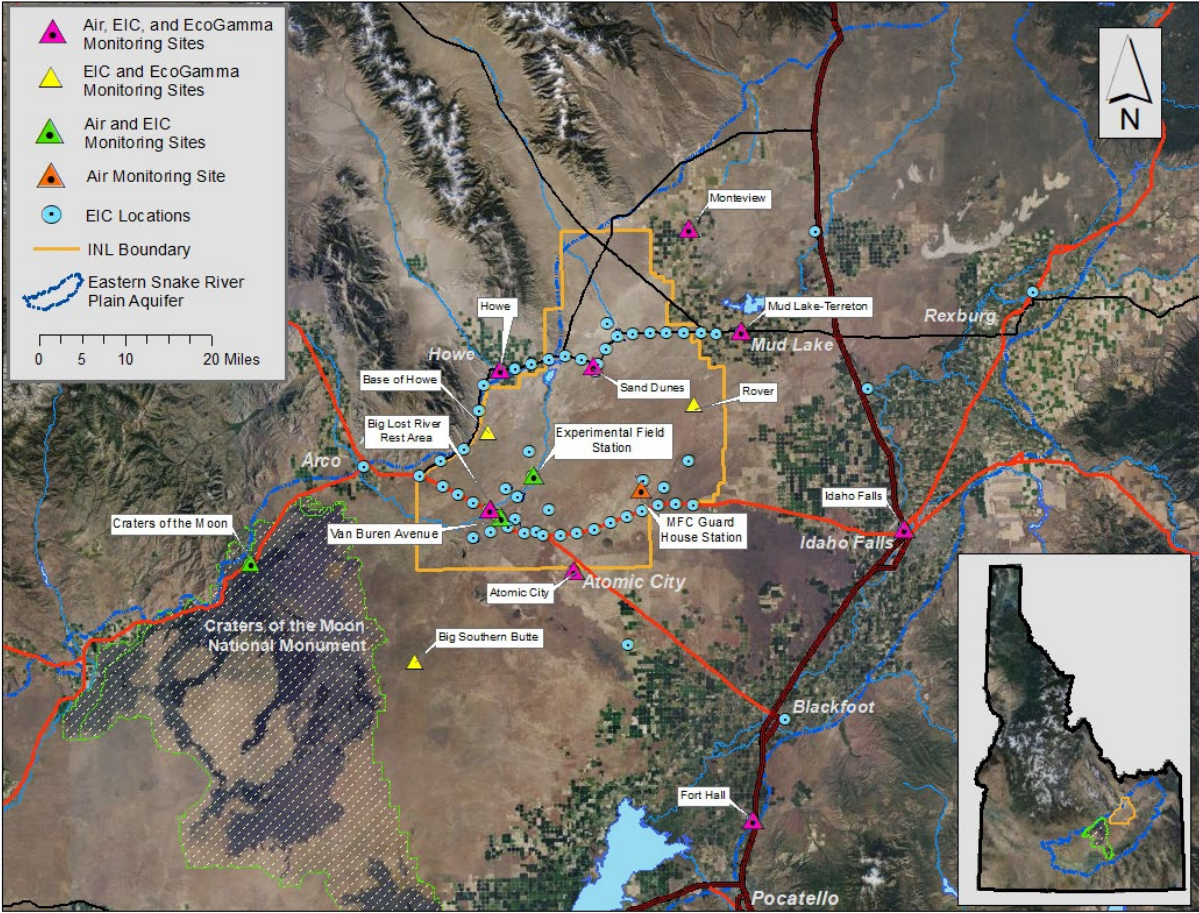 Air, EIC, and EcoGamma
Monitoring Sites
EIC and EcoGamma
Monitoring Sites
Air and EIC
Monitoring Sites
Air Monitoring Site
EIC Locations
INL Boundary
Eastern Snake River
Plain Aquifer
0 5 10 20 Miles
N
Monteview
Howe
Mud Lake-Terreton
Rexburg
Mud Lake
Howe
Base of Howe
Sand Dunes
Rover
Big Lost River
Rest Area
Experimental Field
Station
Arco
Idaho Falls
Craters of the Moon
Van Buren Avenue
MFC Guard
House Station
Idaho Falls
Atomic City
Atomic City
Craters of the Moon
National Monument
Big Southern Butte
Blackfoot
Fort Hall
Pocatello